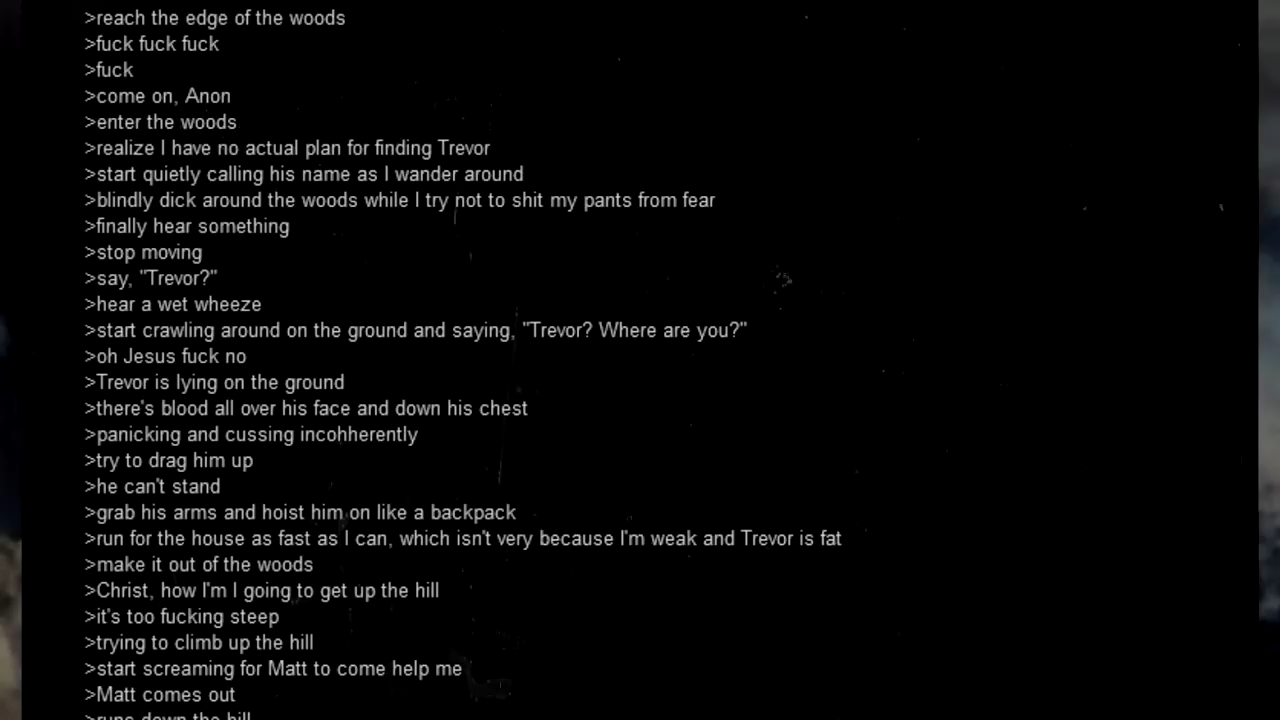 >reach the edge of the woods
>fuck fuck fuck
>fuck
>come on, Anon
>enter the woods
>realize I have no actual plan for finding Trevor
>start quietly calling his name as I wander around
>blindly dick around the woods while I try not to shit my pants from fear
>finally hear something
>stop moving
>say, "Trevor?"
>hear a wet wheeze
>start crawling around on the ground and saying, "Trevor? Where are you?"
>oh Jesus fuck no
>Trevor is lying on the ground
>there's blood all over his face and down his chest
>panicking and cussing incohherently
>try to drag him up
>he can't stand
>grab his arms and hoist him on like a backpack
>run for the house as fast as I can, which isn't very because I'm weak and Trevor is fat
>make it out of the woods
>Christ, how I'm I going to get up the hill
>it's too fucking steep
>trying to climb up the hill
>start screaming for Matt to come help me
>Matt comes out
>runs down the hill